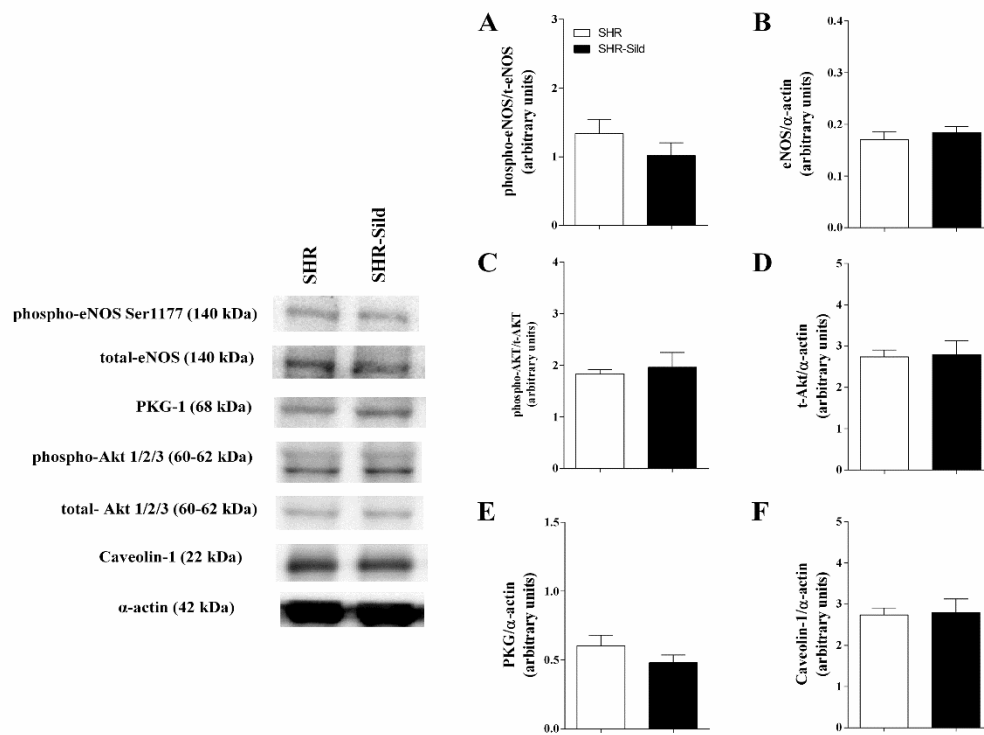 SHR
SHR-Sild
phospho-eNOS Ser1177 (140 kDa)
total-eNOS (140 kDa)
PKG-1 (68 kDa)
phospho-Akt 1/2/3 (60-62 kDa)
total- Akt 1/2/3 (60-62 kDa)
Caveolin-1 (22 kDa)
α-actin (42 kDa)
A
SHR
SHR-Sild
phospho-eNOS/t-eNOS
(arbitrary units)
3
2
1
0
B
eNOS/α-actin
(arbitrary units)
0.4
0.3
0.2
0.1
0.0
C
phospho-AKT/t-AKT
(arbitrary units)
4
3
2
1
0
D
t-Akt/α-actin
(arbitrary units)
5
4
3
2
1
0
E
PKG/α-actin
(arbitrary units)
1.5
1.0
0.5
0.0
F
Caveolin-1/α-actin
(arbitrary units)
5
4
3
2
1
0